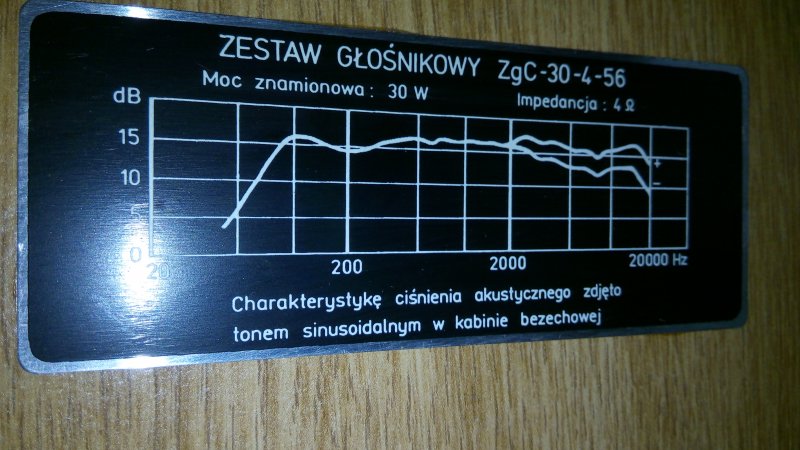 ZESTAW GŁOŚNIKOWY ZgC-30-4-56
Moc znamionowa : 30 W Impedancja : 4 Ω
dB
15
10
5
0
20 200 2000 20000 Hz
+
−
Charakterystykę ciśnienia akustycznego zdjęto
tonem sinusoidalnym w kabinie bezechowej